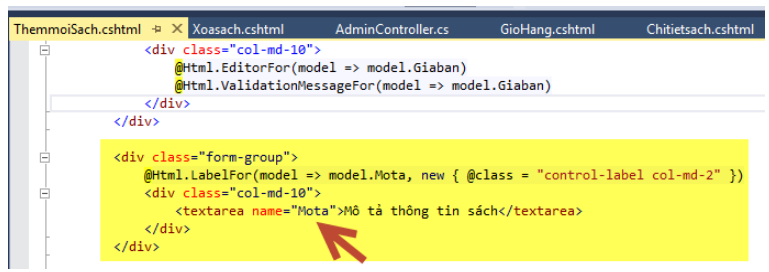 ThemmoiSach.cshtml Xoasach.cshtml AdminController.cs GioHang.cshtml Chitietsach.cshtml
<div class="col-md-10">
@Html.EditorFor(model => model.Giaban)
@Html.ValidationMessageFor(model => model.Giaban)
</div>
</div>
<div class="form-group">
@Html.LabelFor(model => model.Mota, new { @class = "control-label col-md-2" })
<div class="col-md-10">
<textarea name="Mota">Mô tả thông tin sách</textarea>
</div>
</div>